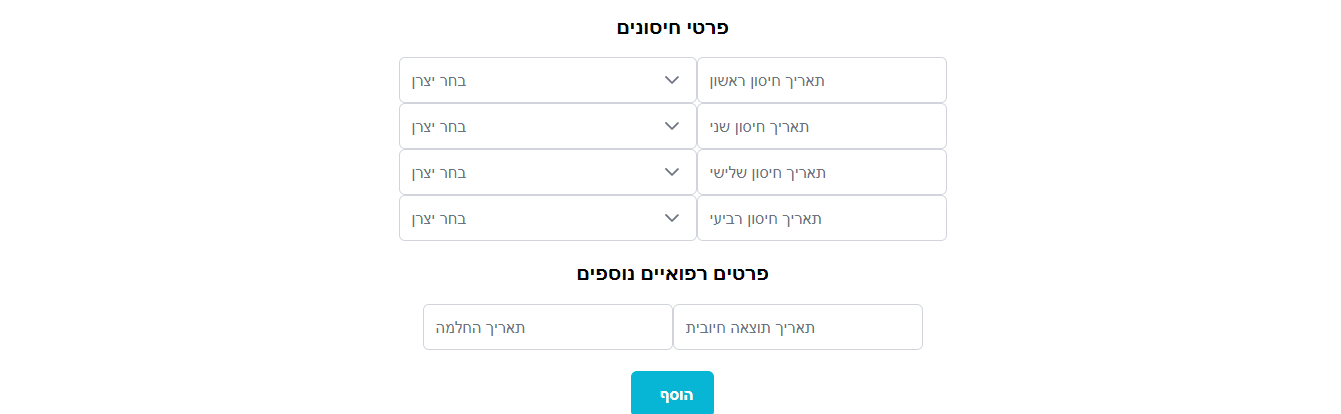 פרטי חיסונים
תאריך חיסון ראשון בחר יצרן
תאריך חיסון שני בחר יצרן
תאריך חיסון שלישי בחר יצרן
תאריך חיסון רביעי בחר יצרן
פרטים רפואיים נוספים
תאריך תוצאה חיובית תאריך החלמה
הוסף